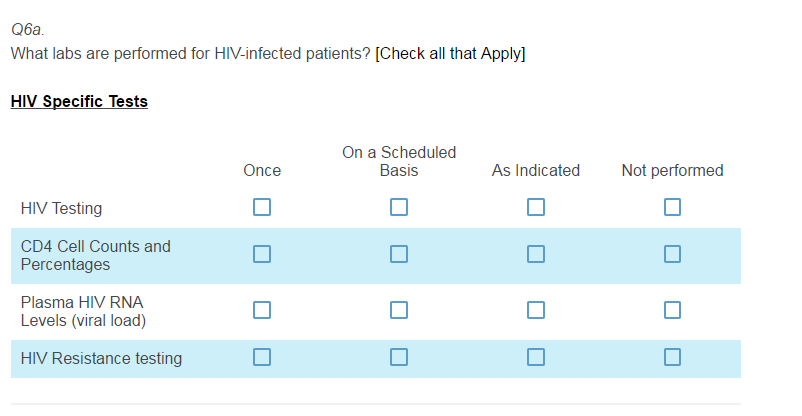 Q6a.
What labs are performed for HIV-infected patients? [Check all that Apply]
HIV Specific Tests
Once
On a Scheduled
Basis
As Indicated
Not performed
HIV Testing
CD4 Cell Counts and
Percentages
Plasma HIV RNA
Levels (viral load)
HIV Resistance testing